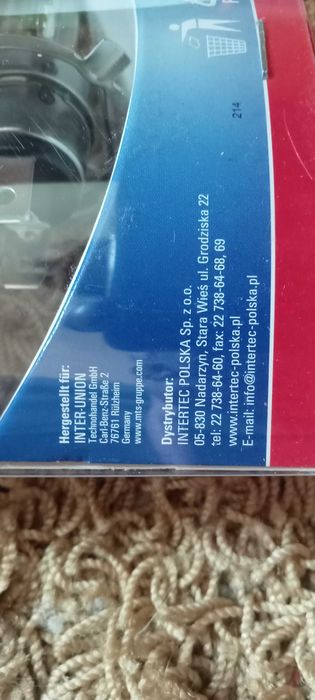 Hergestellt für:
INTER-UNION
Technohandel GmbH
Carl-Benz-Straße 2
76761 Rülzheim
Germany
www.mts-gruppe.com
Dystrybutor:
INTERTEC POLSKA Sp. z o.o.
05-830 Nadarzyn, Stara Wieś ul. Grodziska 22
tel: 22 738-64-60, fax: 22 738-64-68, 69
www.intertec-polska.pl
E-mail: info@intertec-polska.pl
214